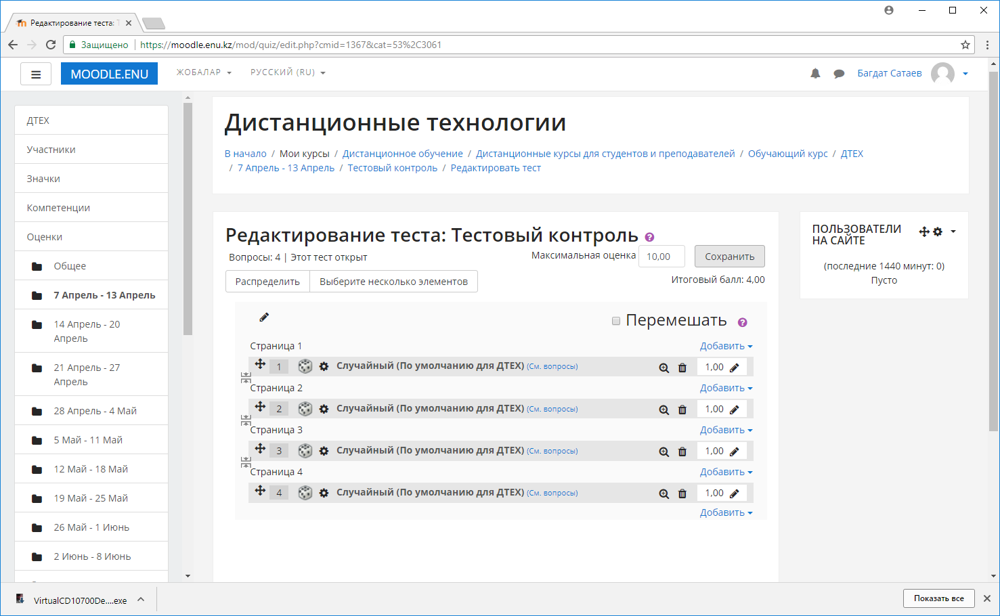 Редактирование теста: Т
Защищено
https://moodle.enu.kz/mod/quiz/edit.php?cmid=1367&cat=53%2C3061
MOODLE.ENU
ЖОБАЛАР
РУССКИЙ (RU)
Багдат Сатаев
ДТЕХ
Участники
Значки
Компетенции
Оценки
Общее
7 Апрель - 13 Апрель
14 Апрель - 20
Апрель
21 Апрель - 27
Апрель
28 Апрель - 4 Май
5 Май - 11 Май
12 Май - 18 Май
19 Май - 25 Май
26 Май - 1 Июнь
2 Июнь - 8 Июнь
Дистанционные технологии
В начало / Мои курсы / Дистанционное обучение / Дистанционные курсы для студентов и преподавателей / Обучающий курс / ДТЕХ
/ 7 Апрель - 13 Апрель / Тестовый контроль / Редактировать тест
Редактирование теста: Тестовый контроль ?
Вопросы: 4 | Этот тест открыт
Максимальная оценка 10,00 Сохранить
Распределить Выберите несколько элементов
Итоговый балл: 4,00
Перемешать ?
Страница 1 Добавить
1 Случайный (По умолчанию для ДТЕХ) (См. вопросы) 1,00
Страница 2 Добавить
2 Случайный (По умолчанию для ДТЕХ) (См. вопросы) 1,00
Страница 3 Добавить
3 Случайный (По умолчанию для ДТЕХ) (См. вопросы) 1,00
Страница 4 Добавить
4 Случайный (По умолчанию для ДТЕХ) (См. вопросы) 1,00
Добавить
ПОЛЬЗОВАТЕЛИ
НА САЙТЕ
(последние 1440 минут: 0)
Пусто
VirtualCD10700De....exe
Показать все